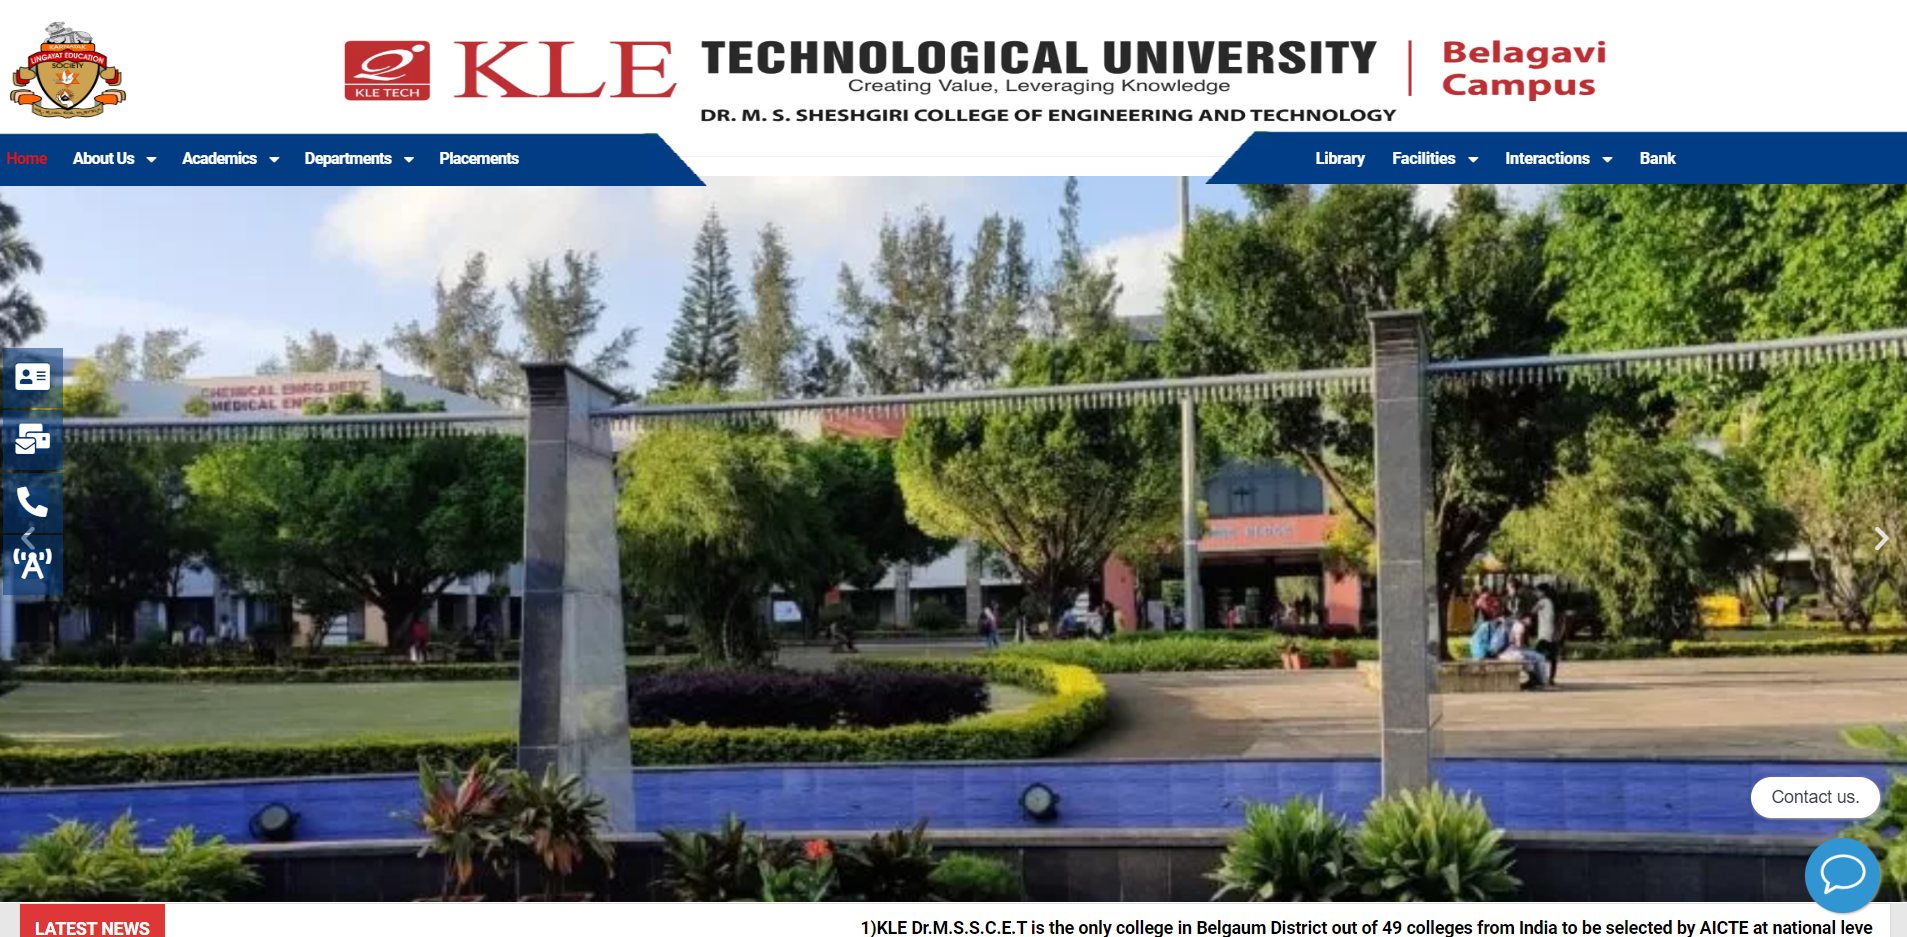 KARNATAK
LINGAYAT EDUCATION
SOCIETY
KLE TECH
KLE
TECHNOLOGICAL UNIVERSITY
Creating Value, Leveraging Knowledge
DR. M. S. SHESHGIRI COLLEGE OF ENGINEERING AND TECHNOLOGY
Belagavi
Campus
Home About Us Academics Departments Placements
Library Facilities Interactions Bank
CHEMICAL ENGG.DEPT.
MEDICAL ENGG
Contact us.
LATEST NEWS
1)KLE Dr.M.S.S.C.E.T is the only college in Belgaum District out of 49 colleges from India to be selected by AICTE at national leve